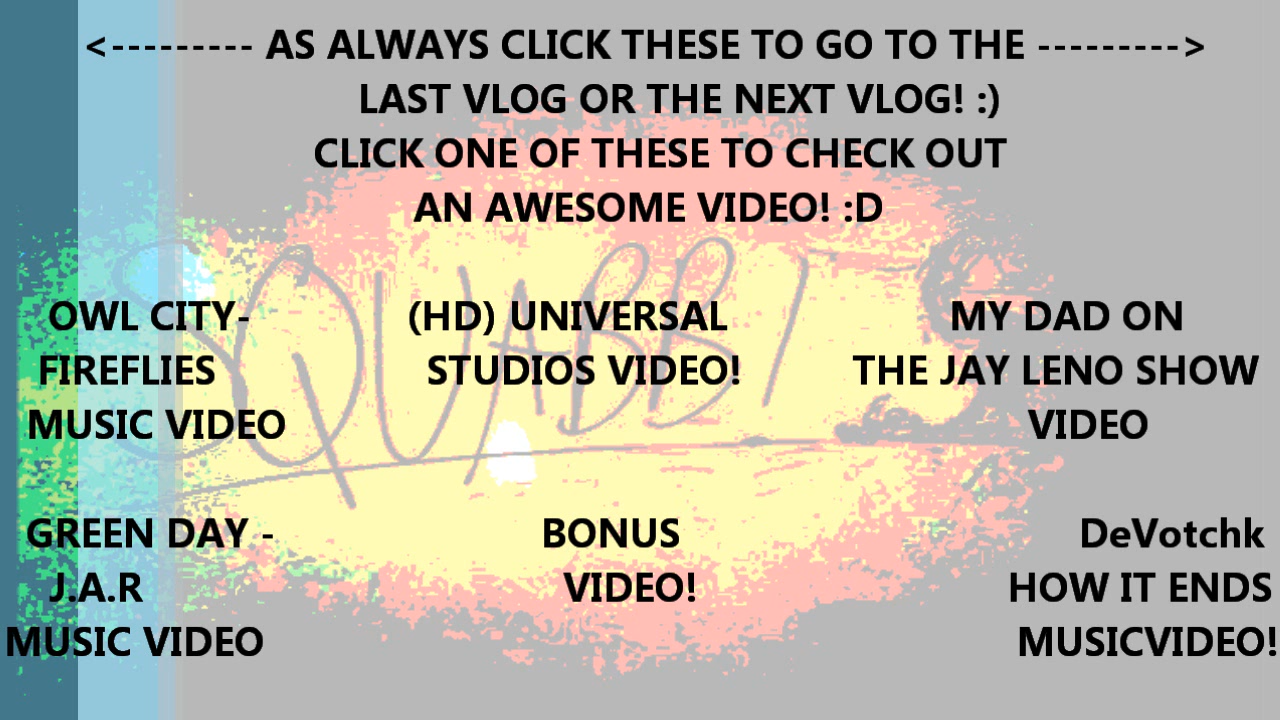 <--------- AS ALWAYS CLICK THESE TO GO TO THE --------->
LAST VLOG OR THE NEXT VLOG! :)
CLICK ONE OF THESE TO CHECK OUT
AN AWESOME VIDEO! :D
SQUABBIT
OWL CITY-
FIREFLIES
MUSIC VIDEO
(HD) UNIVERSAL
STUDIOS VIDEO!
MY DAD ON
THE JAY LENO SHOW
VIDEO
GREEN DAY -
J.A.R
MUSIC VIDEO
BONUS
VIDEO!
DeVotchk
HOW IT ENDS
MUSICVIDEO!